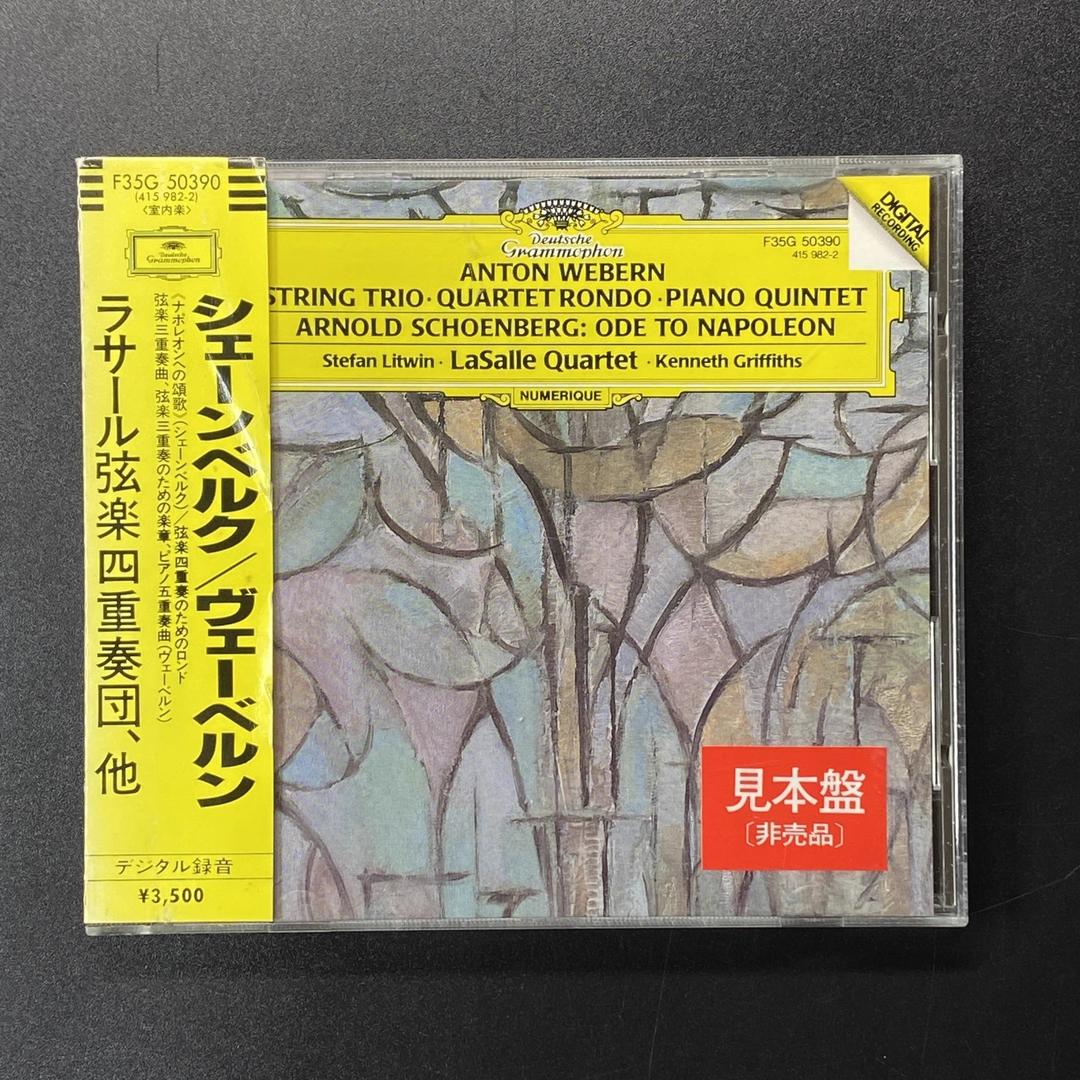 F35G 50390
(415 982-2)
〈室内楽〉
Deutsche
Grammophon
シェーンベルク/ヴェーベルン
《ナポレオンへの頌歌》(シェーンベルク)/弦楽四重奏のためのロンド
弦楽三重奏曲、弦楽三重奏のための楽章、ピアノ五重奏曲(ヴェーベルン)
ラサール弦楽四重奏団、他
デジタル録音
¥3,500
Deutsche
Grammophon
F35G 50390
415 982-2
DIGITAL
RECORDING
ANTON WEBERN
STRING TRIO · QUARTET RONDO · PIANO QUINTET
ARNOLD SCHOENBERG: ODE TO NAPOLEON
Stefan Litwin · LaSalle Quartet · Kenneth Griffiths
NUMERIQUE
見本盤
〔非売品〕